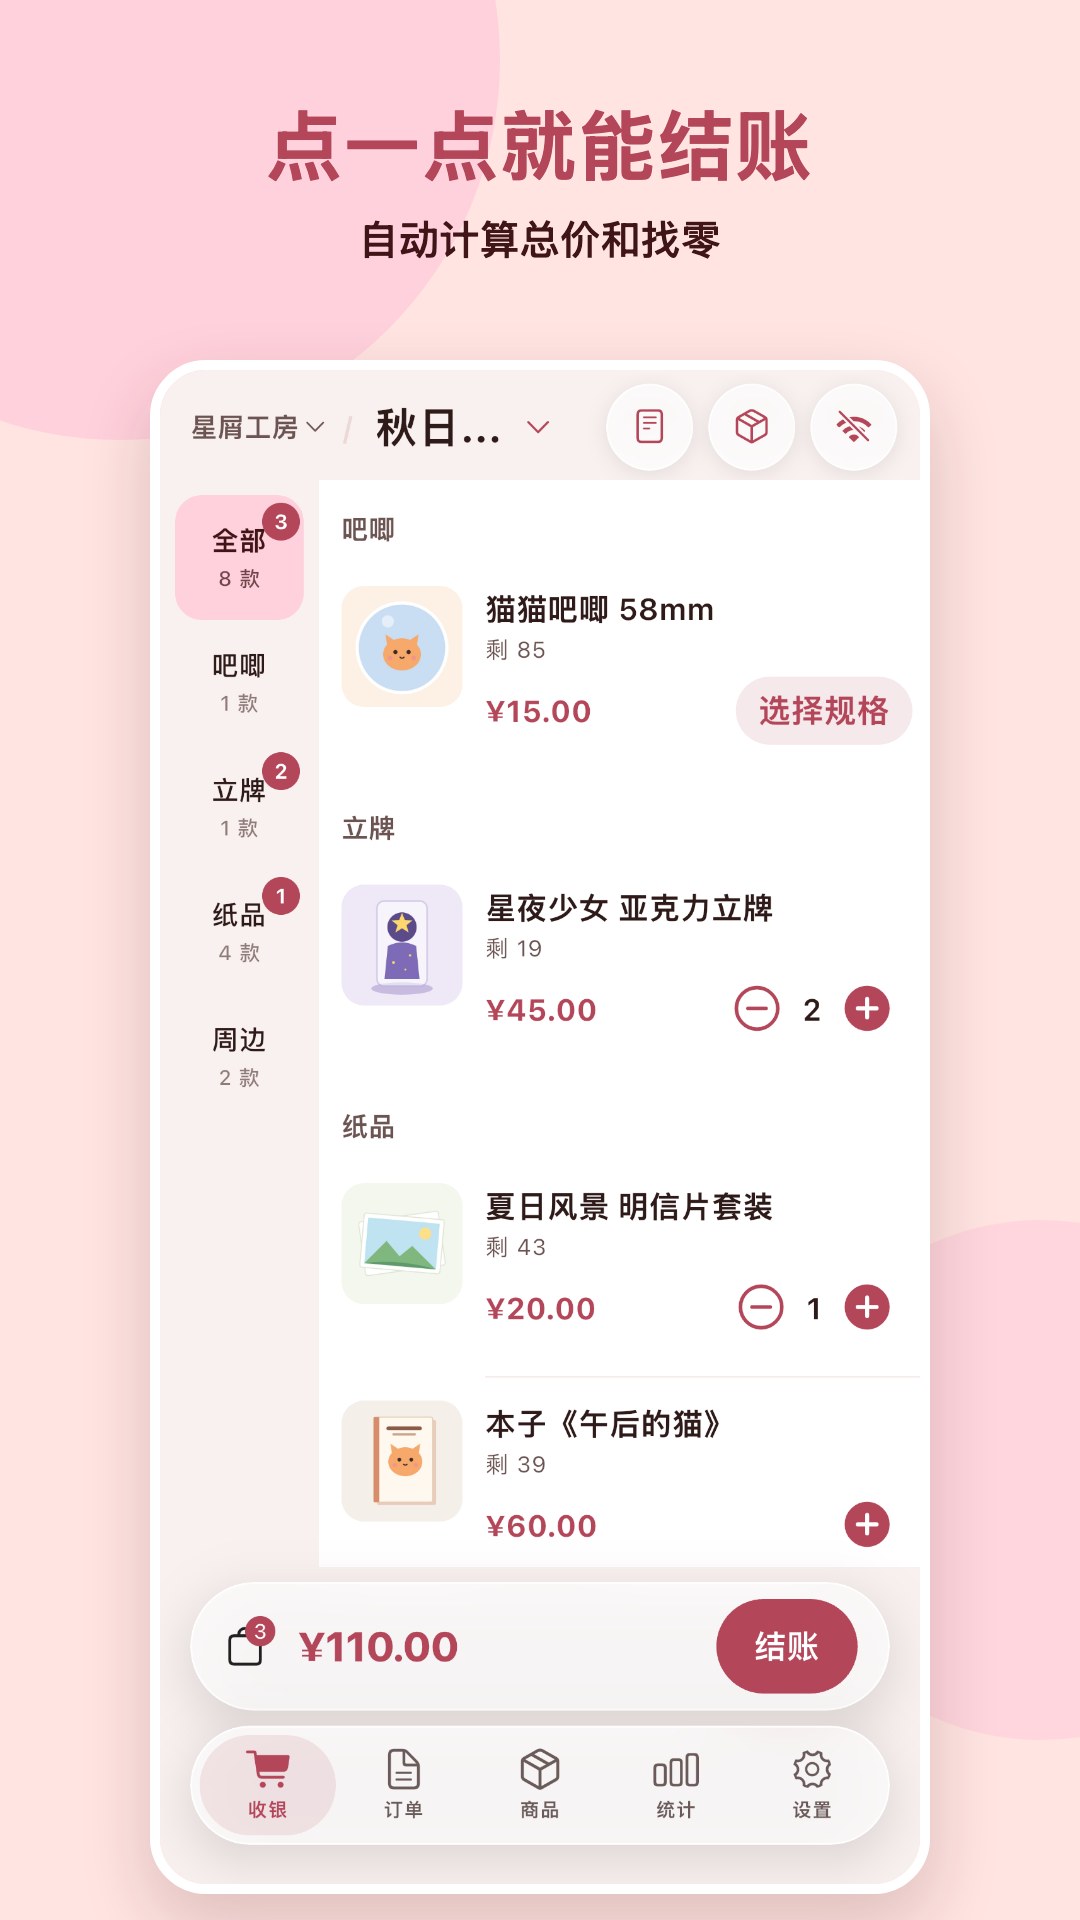 点一点就能结账
自动计算总价和找零
星屑工房 / 秋日...
全部
3
8 款
吧唧
1 款
立牌
2
1 款
纸品
1
4 款
周边
2 款
吧唧
猫猫吧唧 58mm
剩 85
¥15.00
选择规格
立牌
星夜少女 亚克力立牌
剩 19
¥45.00
2
纸品
夏日风景 明信片套装
剩 43
¥20.00
1
本子《午后的猫》
剩 39
¥60.00
3
¥110.00
结账
收银
订单
商品
统计
设置